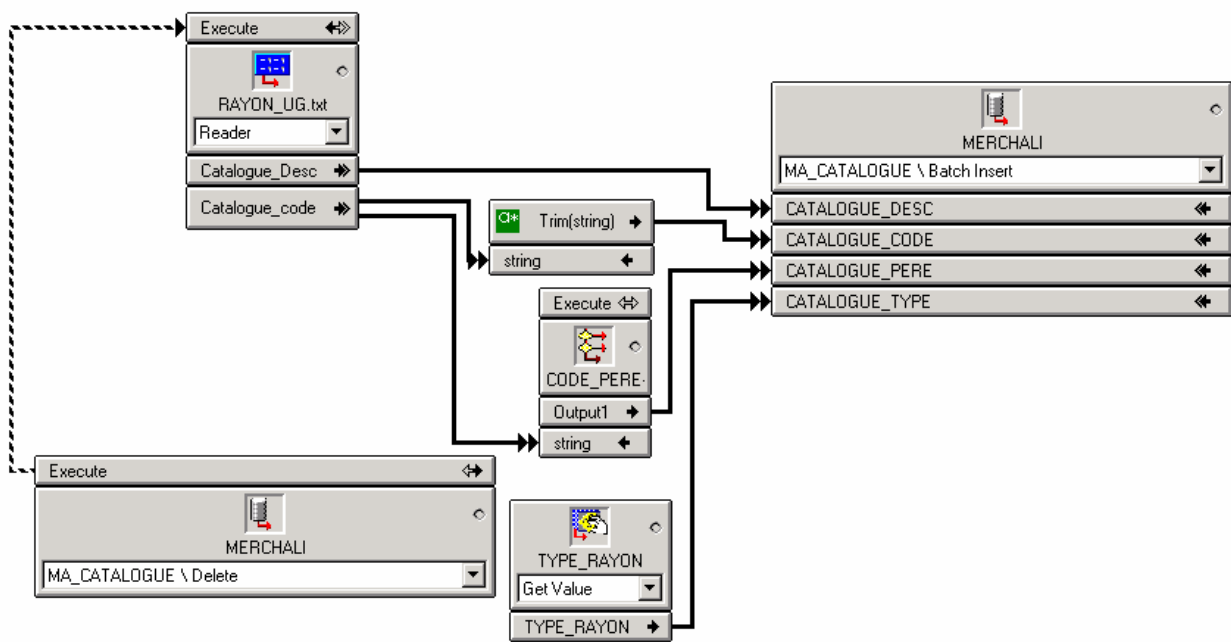 Execute
RAYON_UG.txt
Reader
Catalogue_Desc
Catalogue_code
MERCHALI
MA_CATALOGUE \ Batch Insert
CATALOGUE_DESC
CATALOGUE_CODE
CATALOGUE_PERE
CATALOGUE_TYPE
a* Trim(string)
string
Execute
CODE_PERE
Output1
string
Execute
MERCHALI
MA_CATALOGUE \ Delete
TYPE_RAYON
Get Value
TYPE_RAYON